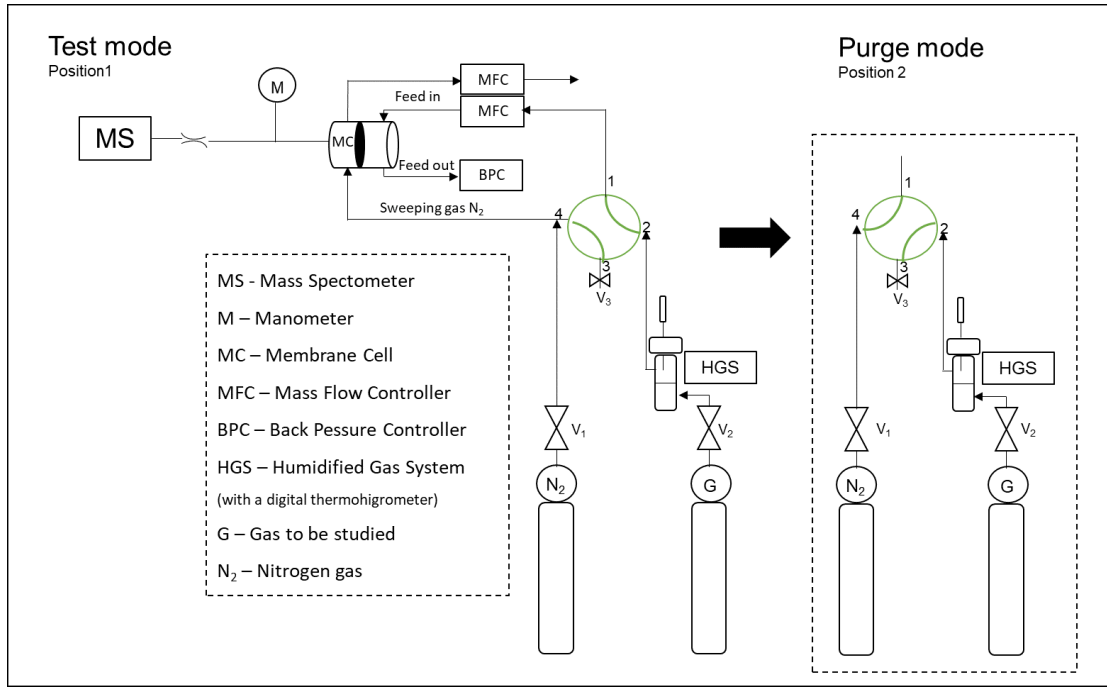 Test mode
Position1
Purge mode
Position 2
M
MFC
Feed in
MFC
MS
MC
Feed out
BPC
Sweeping gas N₂
1
4
2
3
V₃
1
4
2
3
V₃
MS - Mass Spectometer
M – Manometer
MC – Membrane Cell
MFC – Mass Flow Controller
BPC – Back Pessure Controller
HGS – Humidified Gas System
(with a digital thermohigrometer)
G – Gas to be studied
N₂ – Nitrogen gas
HGS
V₁
V₂
N₂
G
HGS
V₁
V₂
N₂
G